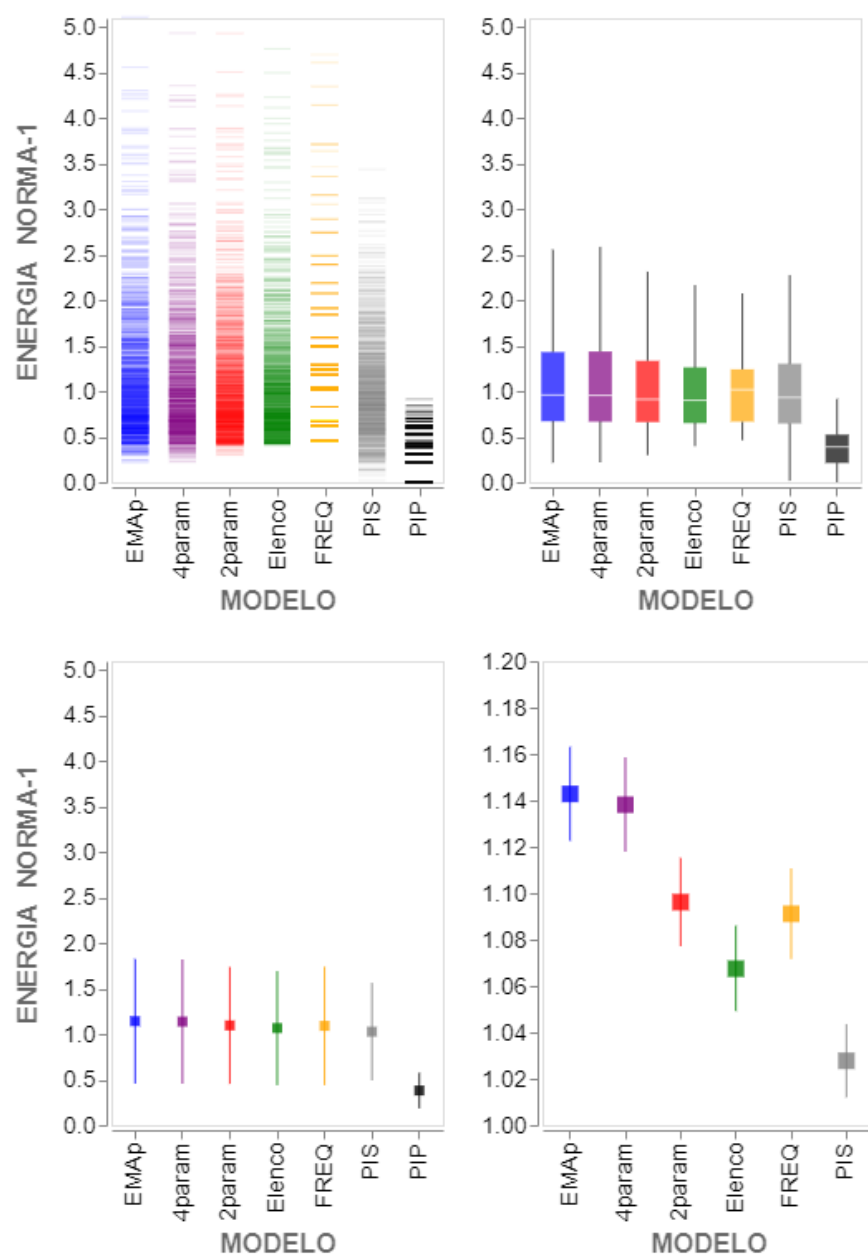 ENERGIA NORMA-1
5.0
4.5
4.0
3.5
3.0
2.5
2.0
1.5
1.0
0.5
0.0
EMAp
4param
2param
Elenco
FREQ
PIS
PIP
MODELO
5.0
4.5
4.0
3.5
3.0
2.5
2.0
1.5
1.0
0.5
0.0
EMAp
4param
2param
Elenco
FREQ
PIS
PIP
MODELO
ENERGIA NORMA-1
5.0
4.5
4.0
3.5
3.0
2.5
2.0
1.5
1.0
0.5
0.0
EMAp
4param
2param
Elenco
FREQ
PIS
PIP
MODELO
1.20
1.18
1.16
1.14
1.12
1.10
1.08
1.06
1.04
1.02
1.00
EMAp
4param
2param
Elenco
FREQ
PIS
MODELO